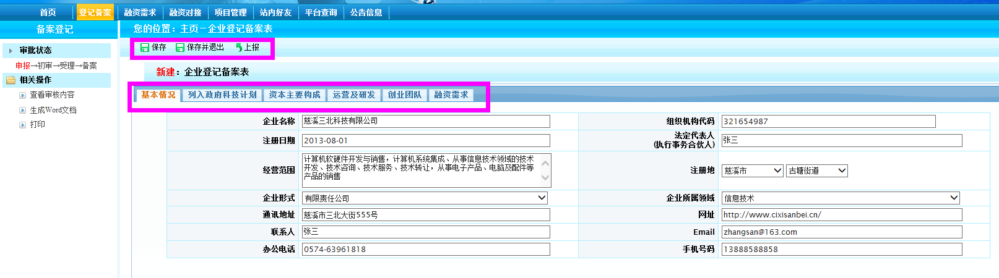 首页 登记备案 融资需求 融资对接 项目管理 站内好友 平台查询 公告信息
备案登记
您的位置：主页－企业登记备案表
保存 保存并退出 上报
审批状态
申报→初审→受理→备案
相关操作
查看审核内容
生成Word文档
打印
新建：企业登记备案表
基本情况 列入政府科技计划 资本主要构成 运营及研发 创业团队 融资需求
企业名称 慈溪三北科技有限公司 组织机构代码 321654987
注册日期 2013-08-01 法定代表人
(执行事务合伙人) 张三
经营范围 计算机软硬件开发与销售，计算机系统集成、从事信息技术领域的技术
开发、技术咨询、技术服务、技术转让，从事电子产品、电脑及配件等
产品的销售
注册地 慈溪市 古塘街道
企业形式 有限责任公司 企业所属领域 信息技术
通讯地址 慈溪市三北大街555号 网址 http://www.cixisanbei.cn/
联系人 张三 Email zhangsan@163.com
办公电话 0574-63961818 手机号码 13888588858